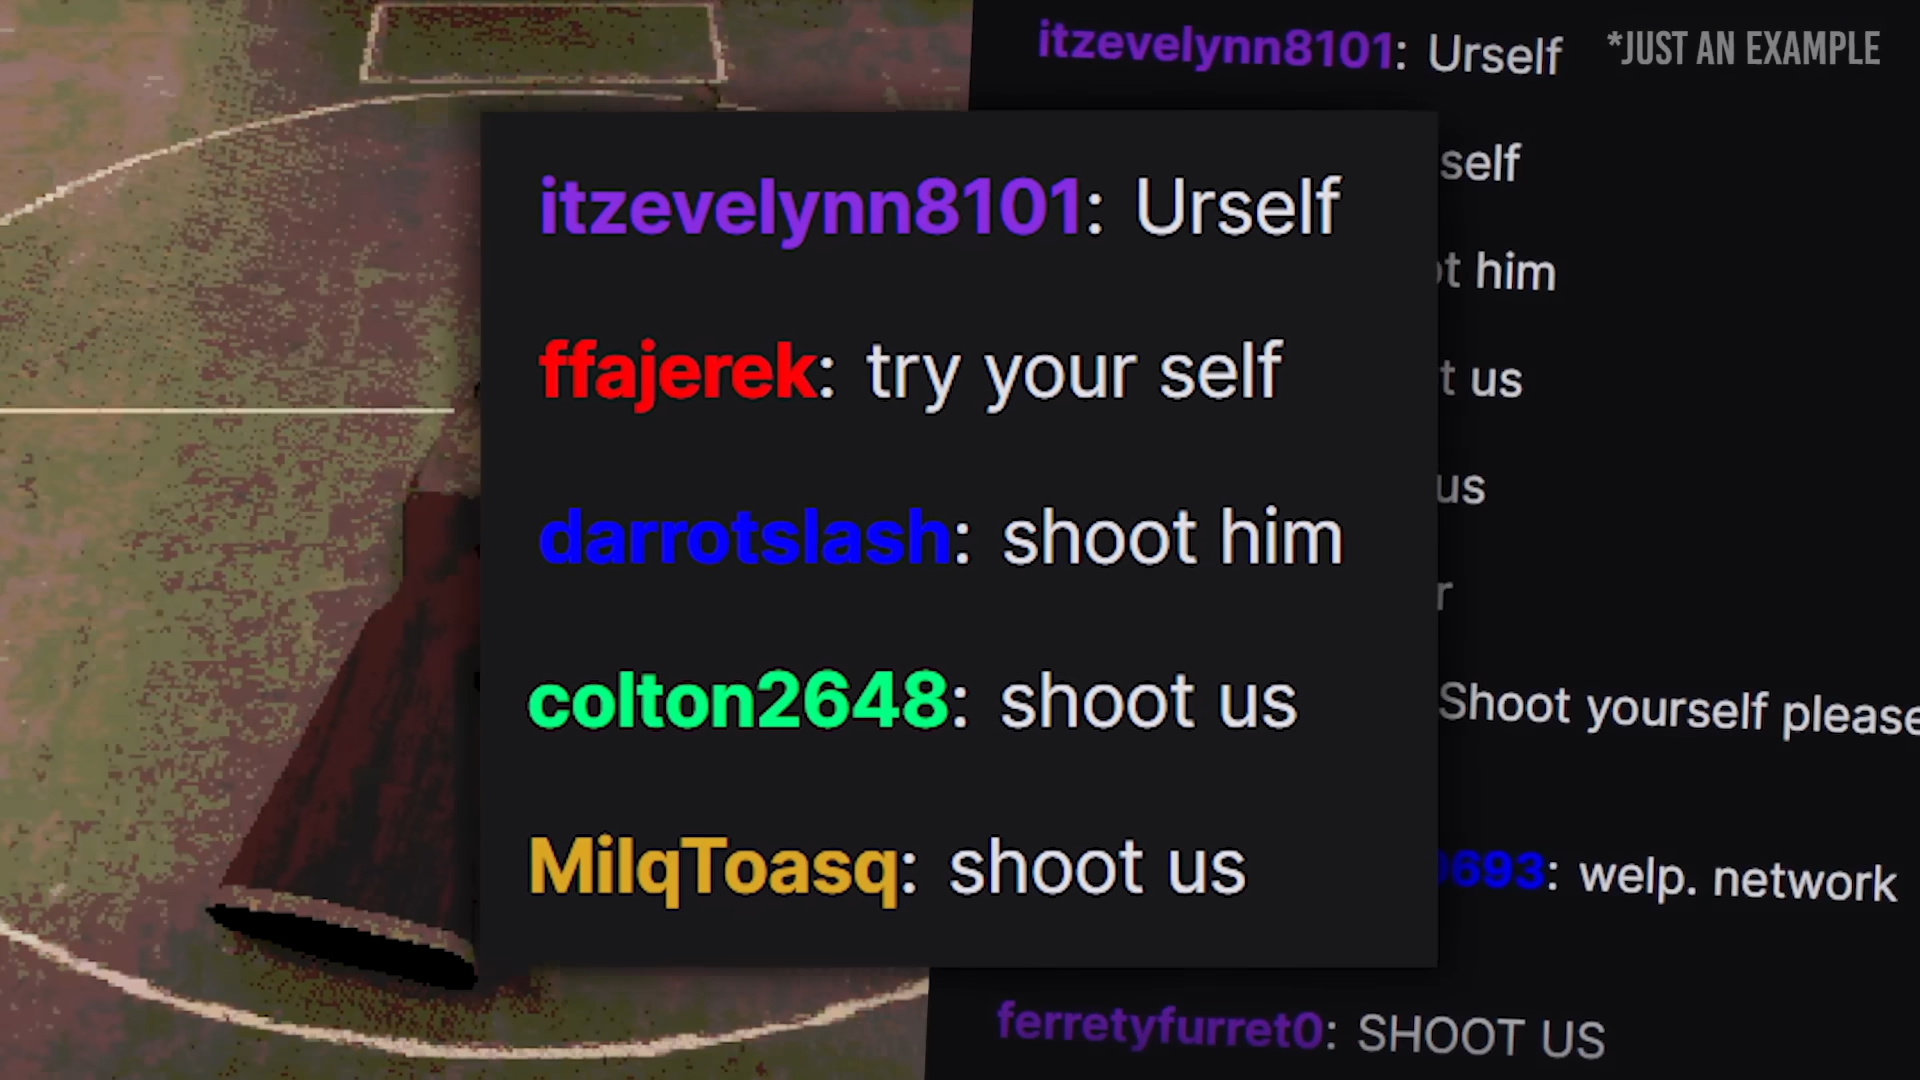 itzevelynn8101: Urself
*JUST AN EXAMPLE
itzevelynn8101: Urself
ffajerek: try your self
darrotslash: shoot him
colton2648: shoot us
MilqToasq: shoot us
self
him
us
us
Shoot yourself please
: welp. network
ferretyfurret0: SHOOT US